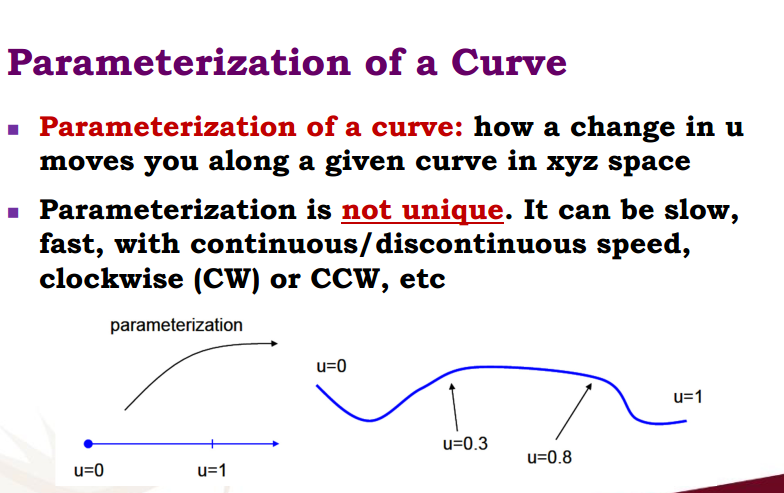 Parameterization of a Curve
Parameterization of a curve: how a change in u
moves you along a given curve in xyz space
Parameterization is not unique. It can be slow,
fast, with continuous/discontinuous speed,
clockwise (CW) or CCW, etc
parameterization
u=0
u=1
u=0
u=0.3
u=0.8
u=1